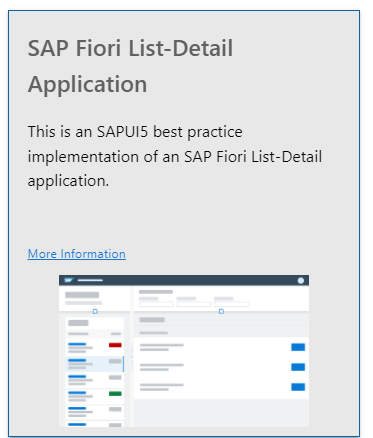 SAP Fiori List-Detail
Application
This is an SAPUI5 best practice
implementation of an SAP Fiori List-Detail
application.
More Information
SAP